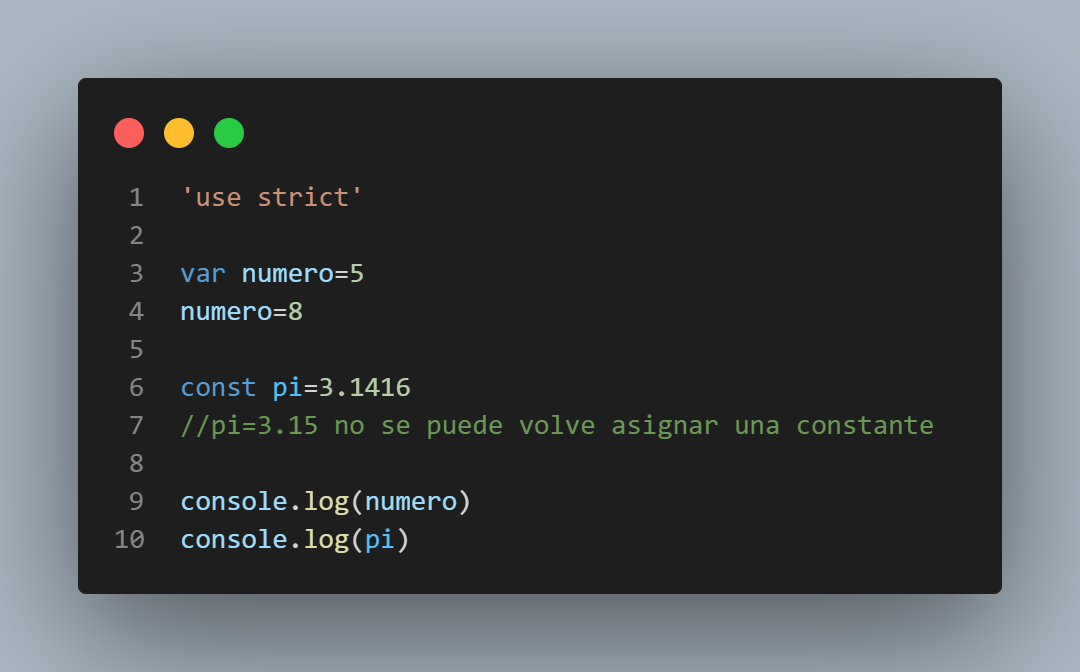 1 'use strict'
2
3 var numero=5
4 numero=8
5
6 const pi=3.1416
7 //pi=3.15 no se puede volve asignar una constante
8
9 console.log(numero)
10 console.log(pi)